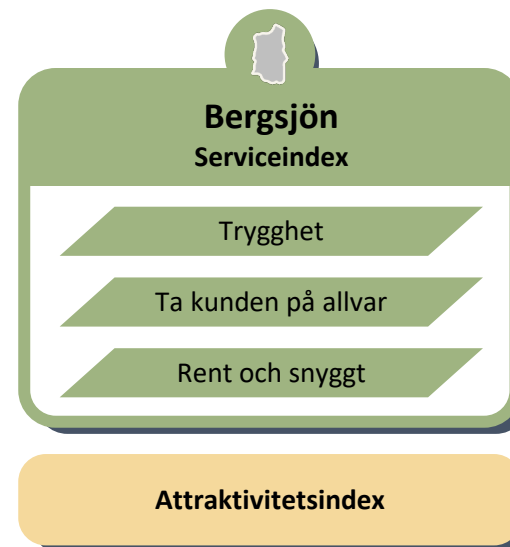 Bergsjön
Serviceindex
Trygghet
Ta kunden på allvar
Rent och snyggt
Attraktivitetsindex